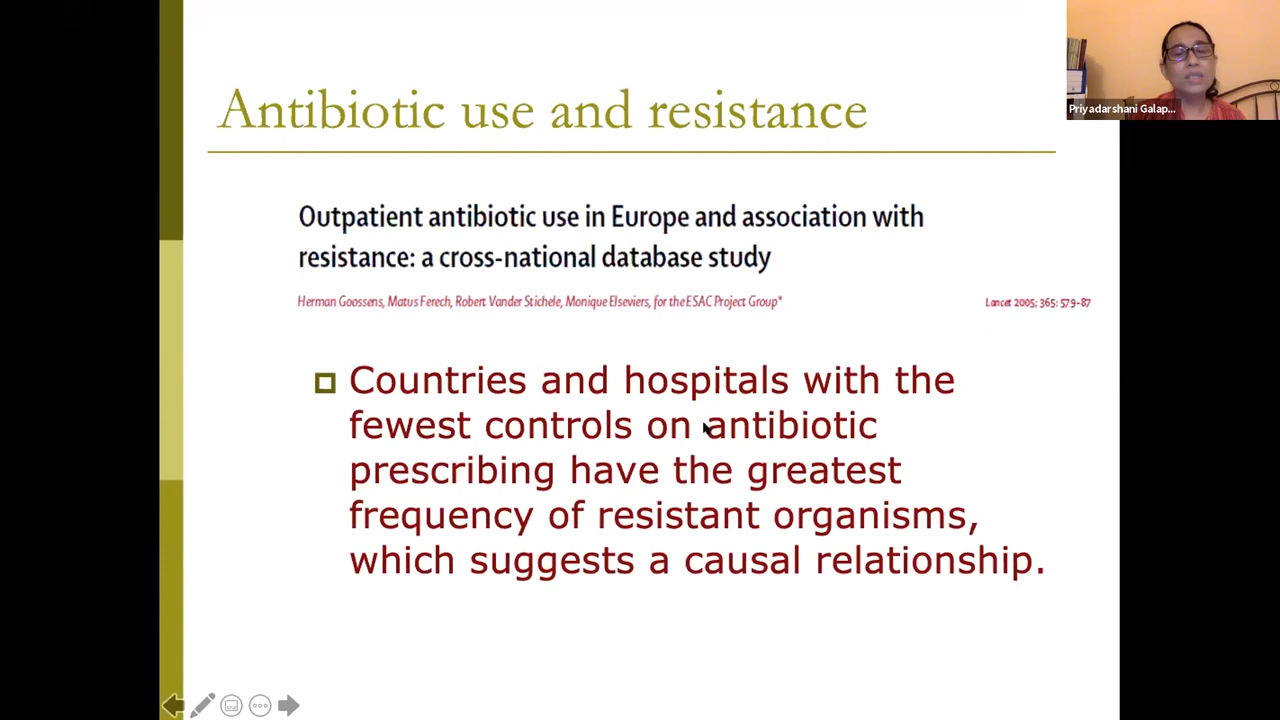 Antibiotic use and resistance
Outpatient antibiotic use in Europe and association with
resistance: a cross-national database study
Herman Goossens, Matus Ferech, Robert Vander Stichele, Monique Elseviers, for the ESAC Project Group*
Lancet 2005; 365: 579–87
Countries and hospitals with the
fewest controls on antibiotic
prescribing have the greatest
frequency of resistant organisms,
which suggests a causal relationship.
Priyadarshani Galap...